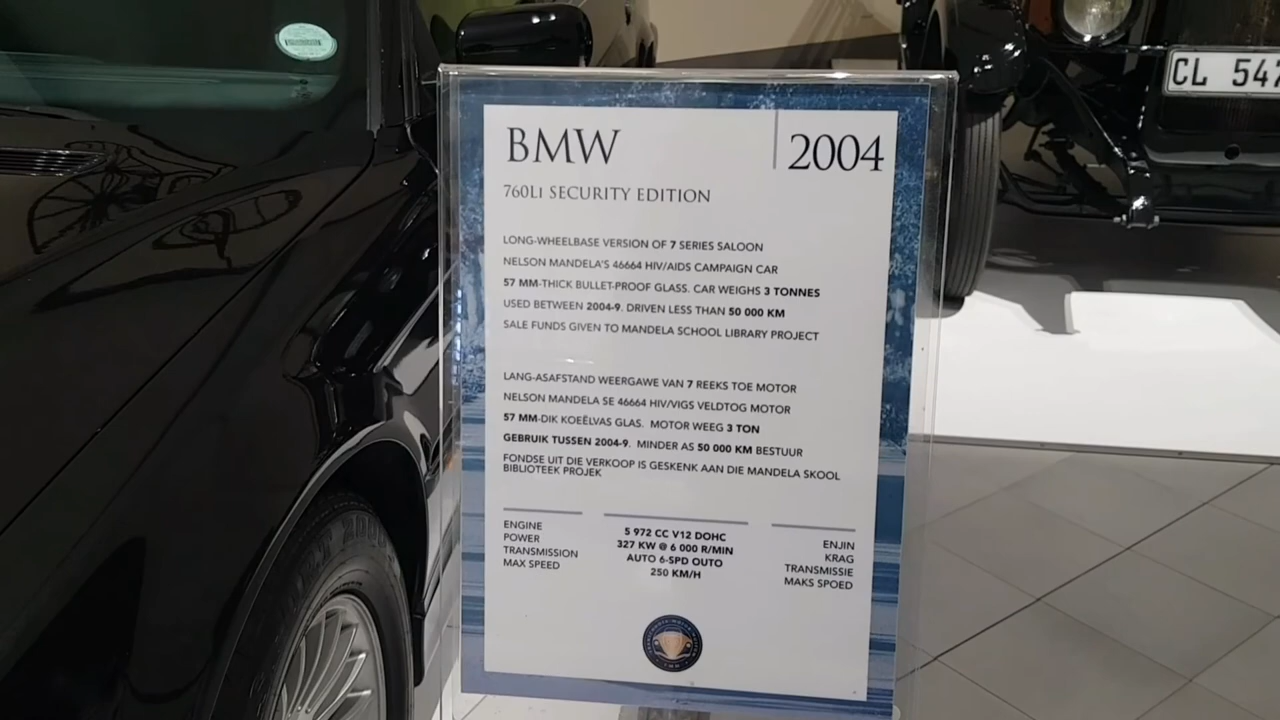 CL 547
BMW
2004
760Li SECURITY EDITION
LONG-WHEELBASE VERSION OF 7 SERIES SALOON
NELSON MANDELA'S 46664 HIV/AIDS CAMPAIGN CAR
57 MM-THICK BULLET-PROOF GLASS. CAR WEIGHS 3 TONNES
USED BETWEEN 2004-9. DRIVEN LESS THAN 50 000 KM
SALE FUNDS GIVEN TO MANDELA SCHOOL LIBRARY PROJECT
LANG-ASAFSTAND WEERGAWE VAN 7 REEKS TOE MOTOR
NELSON MANDELA SE 46664 HIV/VIGS VELDTOG MOTOR
57 MM-DIK KOEËLVAS GLAS. MOTOR WEEG 3 TON
GEBRUIK TUSSEN 2004-9. MINDER AS 50 000 KM BESTUUR
FONDSE UIT DIE VERKOOP IS GESKENK AAN DIE MANDELA SKOOL
BIBLIOTEEK PROJEK
ENGINE 5 972 CC V12 DOHC ENJIN
POWER 327 KW @ 6 000 R/MIN KRAG
TRANSMISSION AUTO 6-SPD OUTO TRANSMISSIE
MAX SPEED 250 KM/H MAKS SPOED